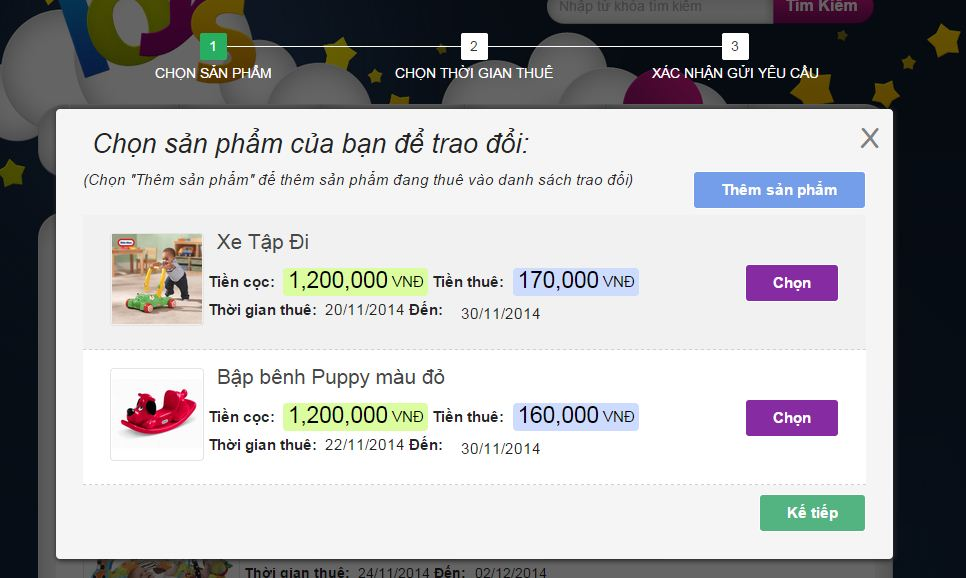 Nhập từ khóa tìm kiếm Tìm Kiếm
1 2 3
CHỌN SẢN PHẨM CHỌN THỜI GIAN THUÊ XÁC NHẬN GỬI YÊU CẦU
Chọn sản phẩm của bạn để trao đổi: X
(Chọn "Thêm sản phẩm" để thêm sản phẩm đang thuê vào danh sách trao đổi) Thêm sản phẩm
Xe Tập Đi
Tiền cọc: 1,200,000 VNĐ Tiền thuê: 170,000 VNĐ Chọn
Thời gian thuê: 20/11/2014 Đến: 30/11/2014
Bập bênh Puppy màu đỏ
Tiền cọc: 1,200,000 VNĐ Tiền thuê: 160,000 VNĐ Chọn
Thời gian thuê: 22/11/2014 Đến: 30/11/2014
Kế tiếp
Thời gian thuê: 24/11/2014 Đến: 02/12/2014